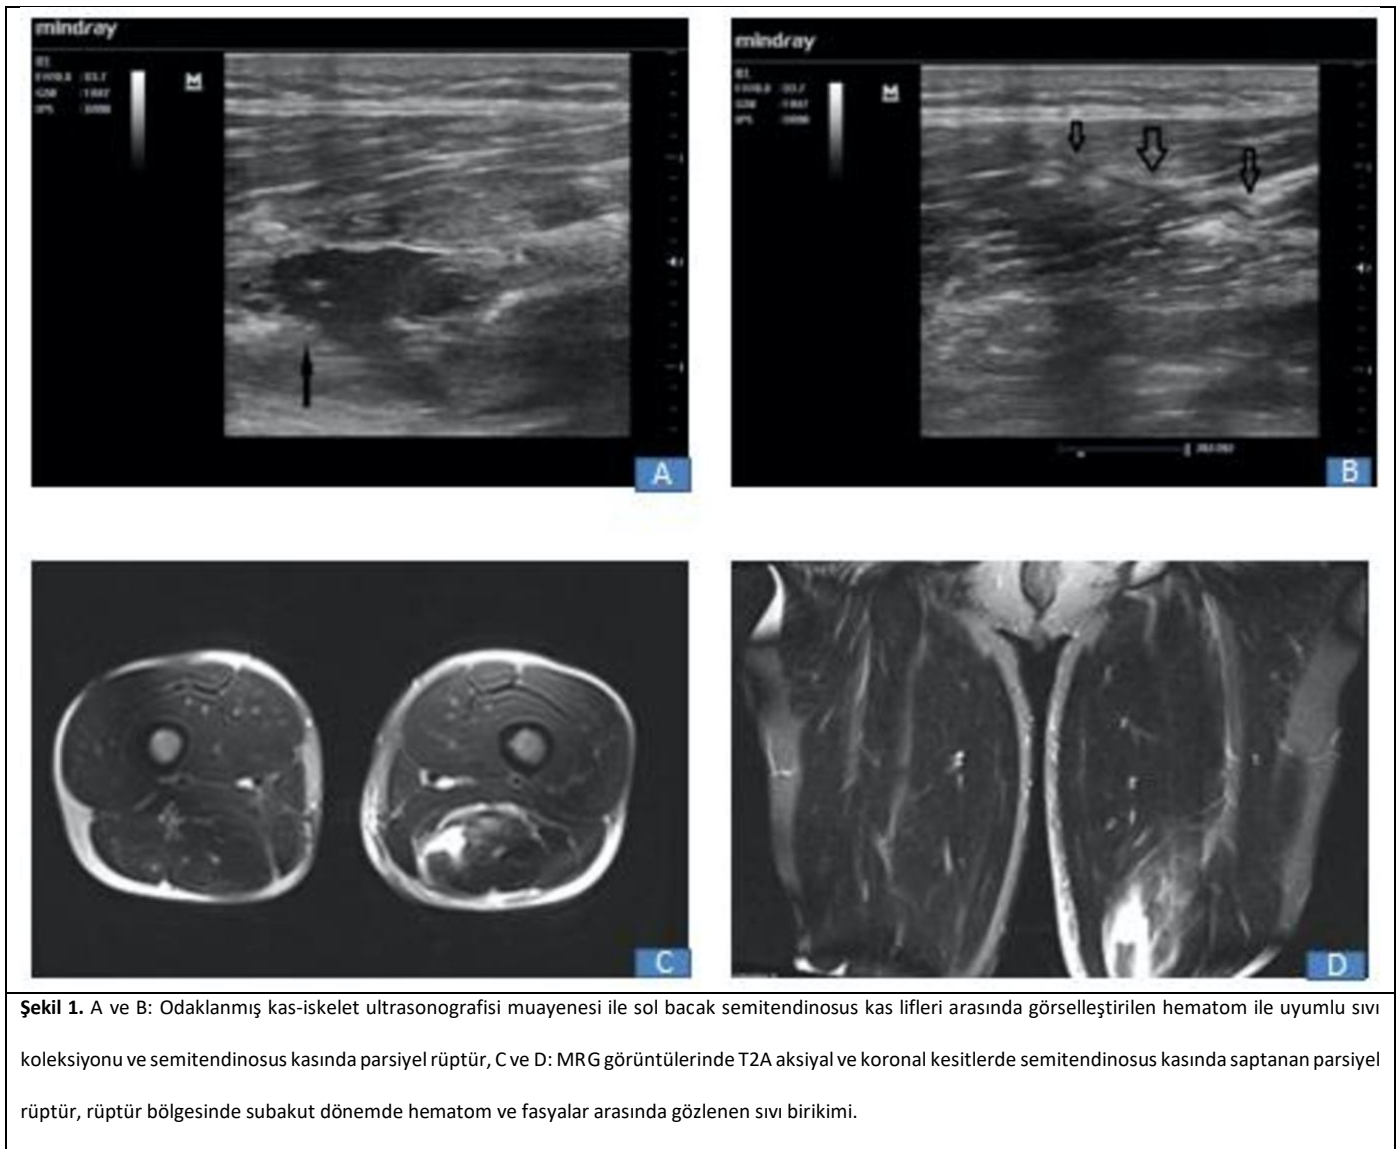 mindray
M
A
mindray
M
B
C
D
Şekil 1. A ve B: Odaklanmış kas-iskelet ultrasonografisi muayenesi ile sol bacak semitendinosus kas lifleri arasında görselleştirilen hematom ile uyumlu sıvı
koleksiyonu ve semitendinosus kasında parsiyel rüptür, C ve D: MRG görüntülerinde T2A aksiyal ve koronal kesitlerde semitendinosus kasında saptanan parsiyel
rüptür, rüptür bölgesinde subakut dönemde hematom ve fasyalar arasında gözlenen sıvı birikimi.